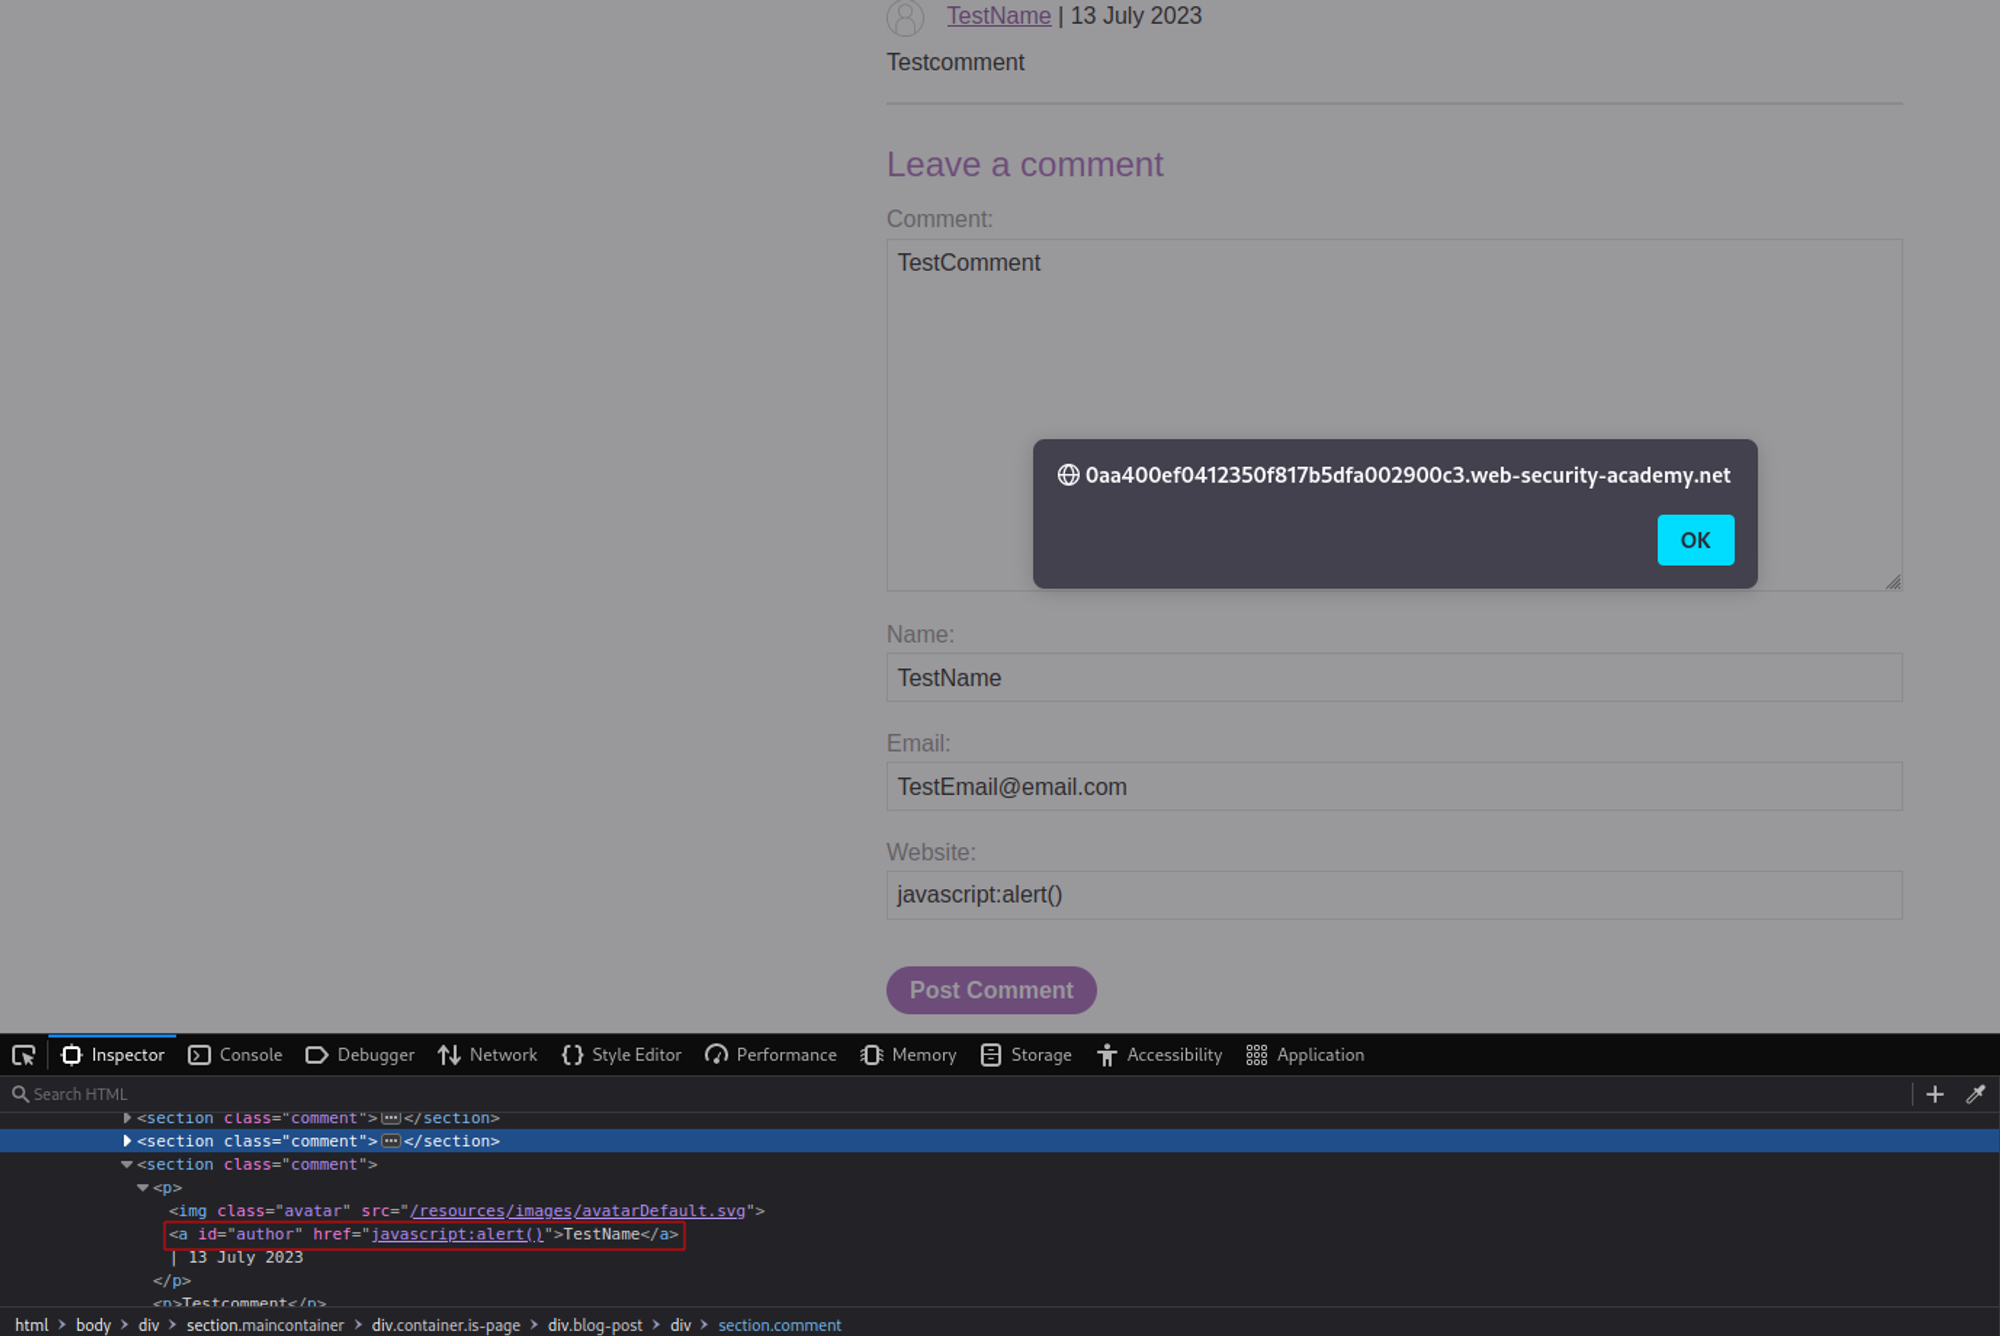 TestName | 13 July 2023
Testcomment
Leave a comment
Comment:
TestComment
0aa400ef0412350f817b5dfa002900c3.web-security-academy.net
OK
Name:
TestName
Email:
TestEmail@email.com
Website:
javascript:alert()
Post Comment
Inspector Console Debugger Network Style Editor Performance Memory Storage Accessibility Application
Search HTML
<section class="comment"> ••• </section>
<section class="comment"> ••• </section>
<section class="comment">
<p>
<img class="avatar" src="/resources/images/avatarDefault.svg">
<a id="author" href="javascript:alert()">TestName</a>
| 13 July 2023
</p>
<p>Testcomment</p>
html > body > div > section.maincontainer > div.container.is-page > div.blog-post > div > section.comment